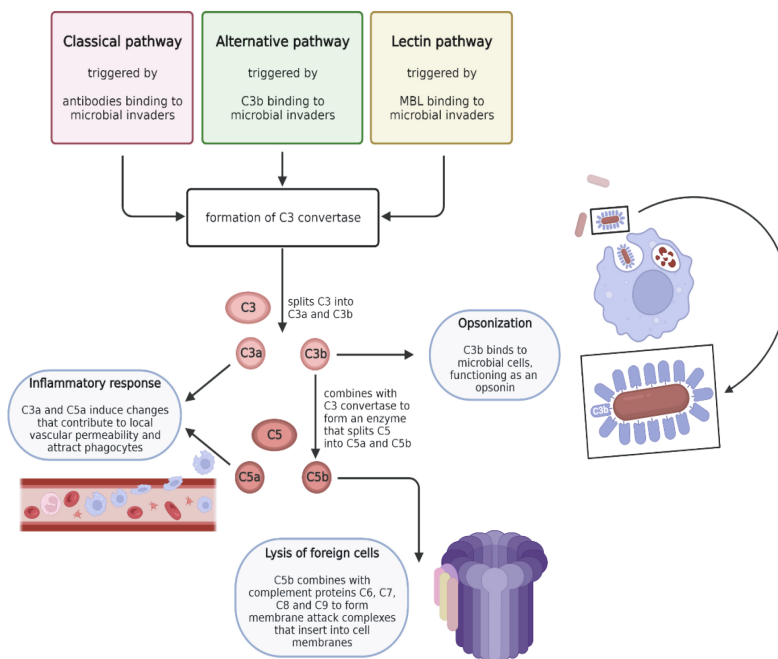 Classical pathway
triggered by
antibodies binding to
microbial invaders
Alternative pathway
triggered by
C3b binding to
microbial invaders
Lectin pathway
triggered by
MBL binding to
microbial invaders
formation of C3 convertase
C3
splits C3 into
C3a and C3b
C3a
C3b
Opsonization
C3b binds to
microbial cells,
functioning as an
opsonin
C3b
Inflammatory response
C3a and C5a induce changes
that contribute to local
vascular permeability and
attract phagocytes
combines with
C3 convertase to
form an enzyme
that splits C5
into C5a and C5b
C5
C5a
C5b
Lysis of foreign cells
C5b combines with
complement proteins C6, C7,
C8 and C9 to form
membrane attack complexes
that insert into cell
membranes